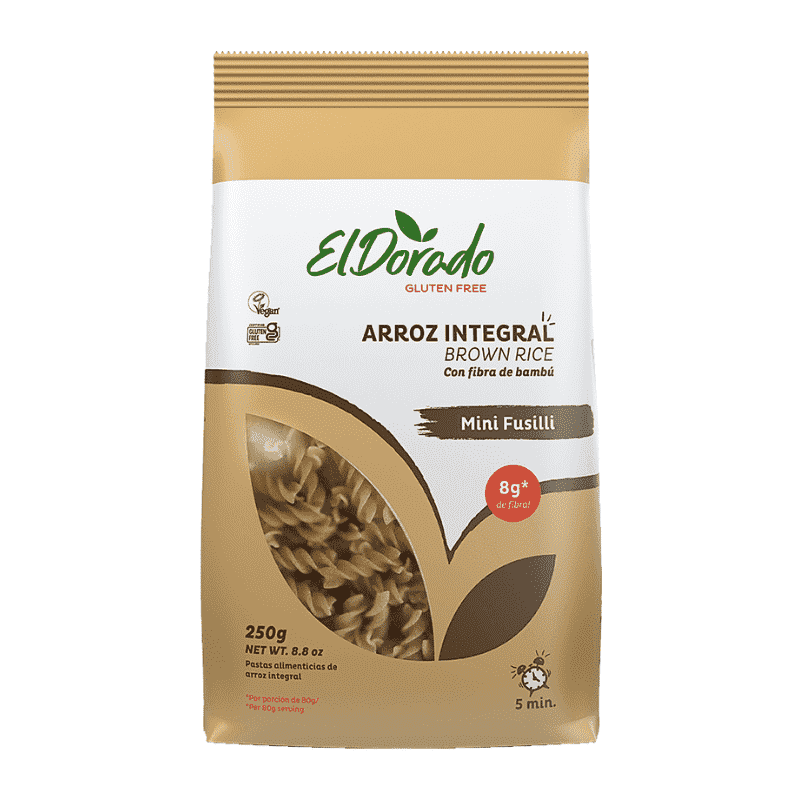 ElDorado
GLUTEN FREE
Vegan
GLUTEN
FREE
ARROZ INTEGRAL
BROWN RICE
Con fibra de bambú
Mini Fusilli
8g*
de fibra!
250g
NET WT. 8.8 oz
Pastas alimenticias de
arroz integral
*Por porción de 80g/
*Per 80g serving
5 min.